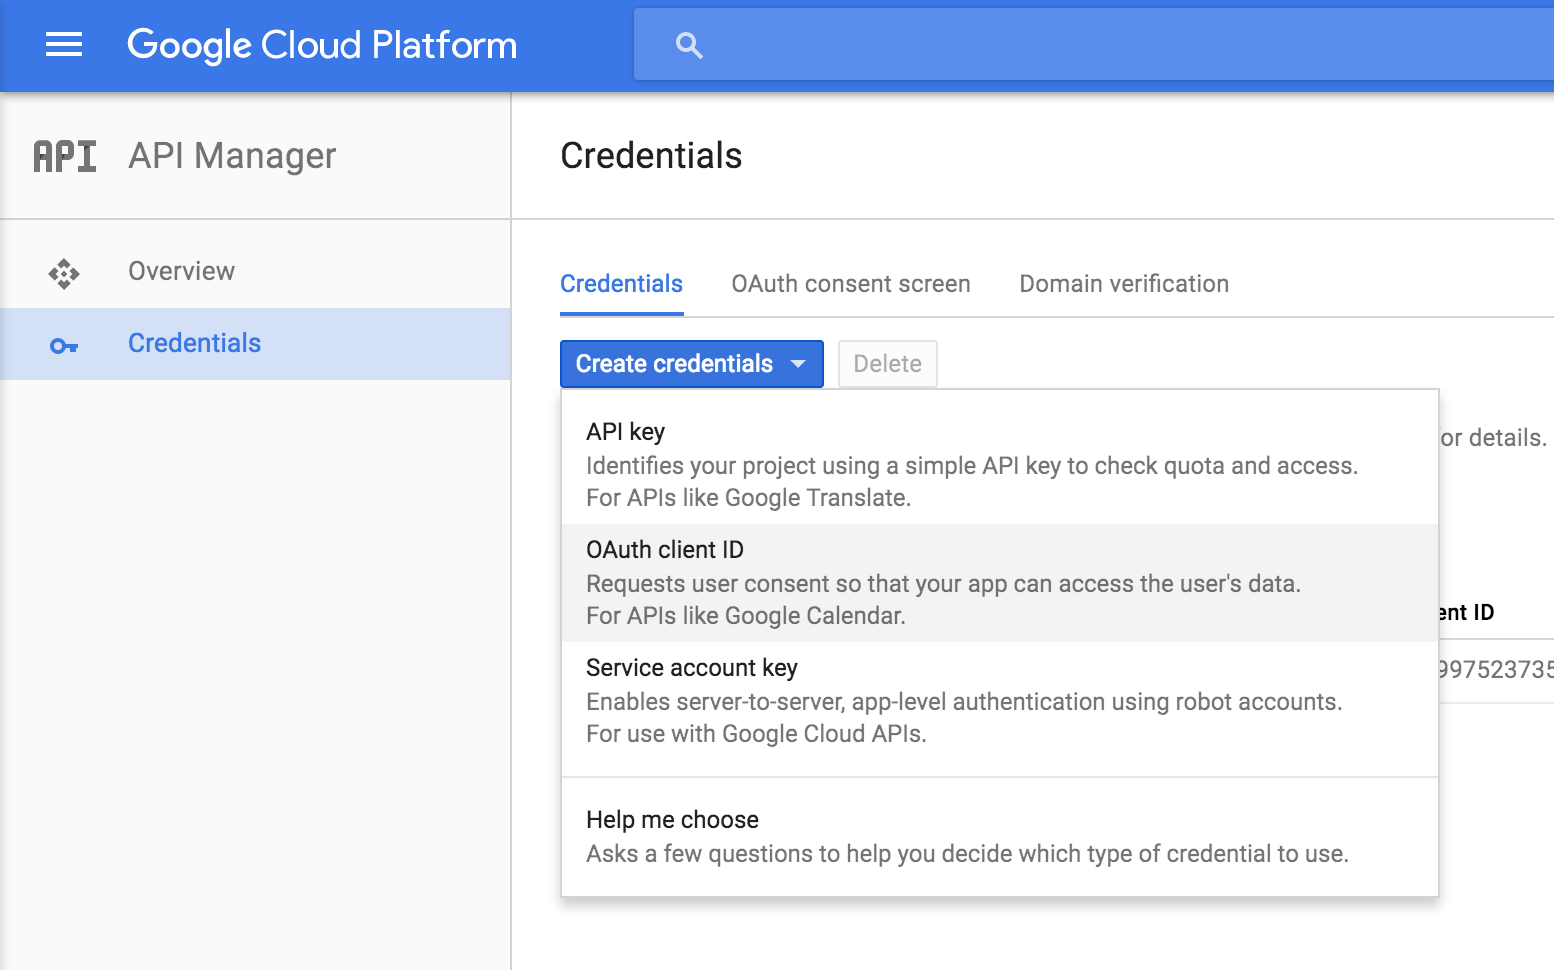 Google Cloud Platform
API API Manager
Credentials
Overview
Credentials
Credentials OAuth consent screen Domain verification
Create credentials Delete
API key
Identifies your project using a simple API key to check quota and access.
For APIs like Google Translate.
or details.
OAuth client ID
Requests user consent so that your app can access the user's data.
For APIs like Google Calendar.
ent ID
Service account key
Enables server-to-server, app-level authentication using robot accounts.
For use with Google Cloud APIs.
997523735
Help me choose
Asks a few questions to help you decide which type of credential to use.